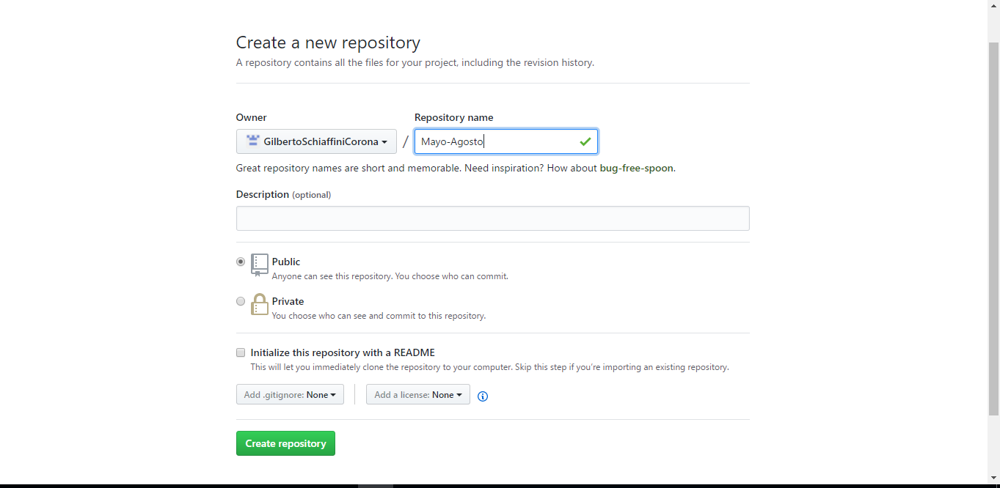 Create a new repository
A repository contains all the files for your project, including the revision history.
Owner
Repository name
GilbertoSchiaffiniCorona / Mayo-Agosto
Great repository names are short and memorable. Need inspiration? How about bug-free-spoon.
Description (optional)
Public
Anyone can see this repository. You choose who can commit.
Private
You choose who can see and commit to this repository.
Initialize this repository with a README
This will let you immediately clone the repository to your computer. Skip this step if you're importing an existing repository.
Add .gitignore: None
Add a license: None
Create repository